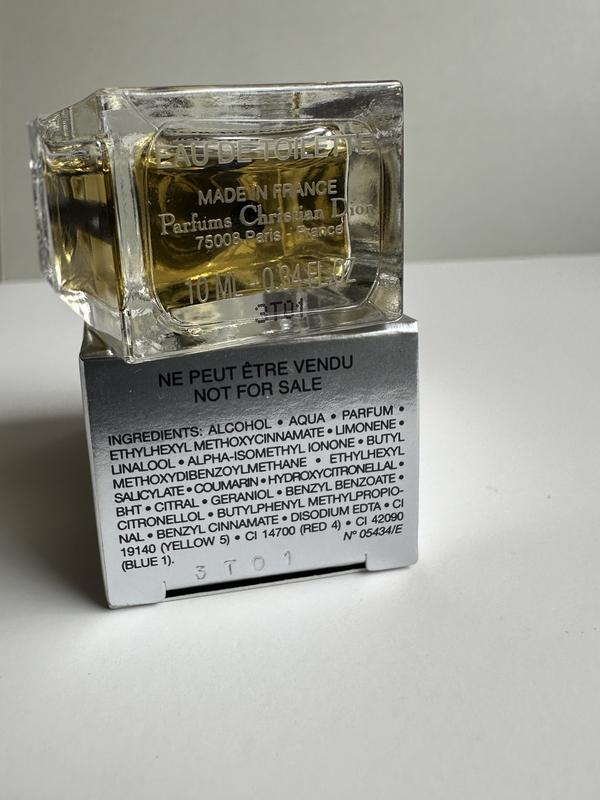 EAU DE TOILETTE
MADE IN FRANCE
Parfums Christian Dior
75008 Paris - France
10 ML 0.34 FL.OZ
3T01
NE PEUT ÊTRE VENDU
NOT FOR SALE
INGREDIENTS: ALCOHOL • AQUA • PARFUM •
ETHYLHEXYL METHOXYCINNAMATE • LIMONENE •
LINALOOL • ALPHA-ISOMETHYL IONONE • BUTYL
METHOXYDIBENZOYLMETHANE • ETHYLHEXYL
SALICYLATE • COUMARIN • HYDROXYCITRONELLAL •
BHT • CITRAL • GERANIOL • BENZYL BENZOATE •
CITRONELLOL • BUTYLPHENYL METHYLPROPIO-
NAL • BENZYL CINNAMATE • DISODIUM EDTA • CI
19140 (YELLOW 5) • CI 14700 (RED 4) • CI 42090
(BLUE 1). N° 05434/E
3T01